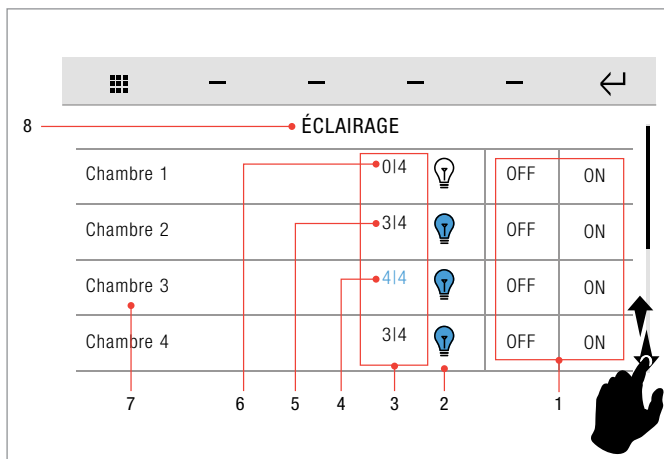 8 ÉCLAIRAGE
Chambre 1 0|4 OFF ON
Chambre 2 3|4 OFF ON
Chambre 3 4|4 OFF ON
Chambre 4 3|4 OFF ON
7 6 5 4 3 2 1